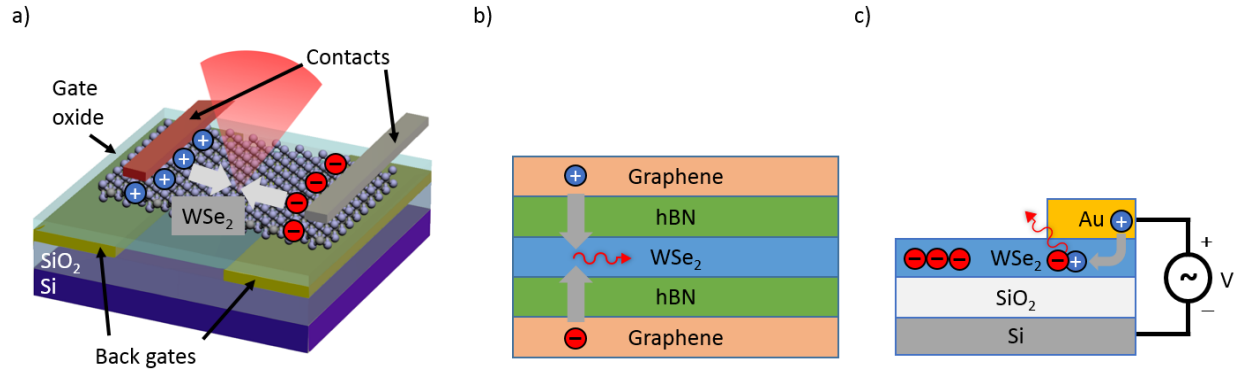 a)
Contacts
Gate
oxide
WSe₂
SiO₂
Si
Back gates
b)
+
Graphene
hBN
WSe₂
hBN
Graphene
−
c)
Au
+
WSe₂
+
SiO₂
Si
+
~
V
−